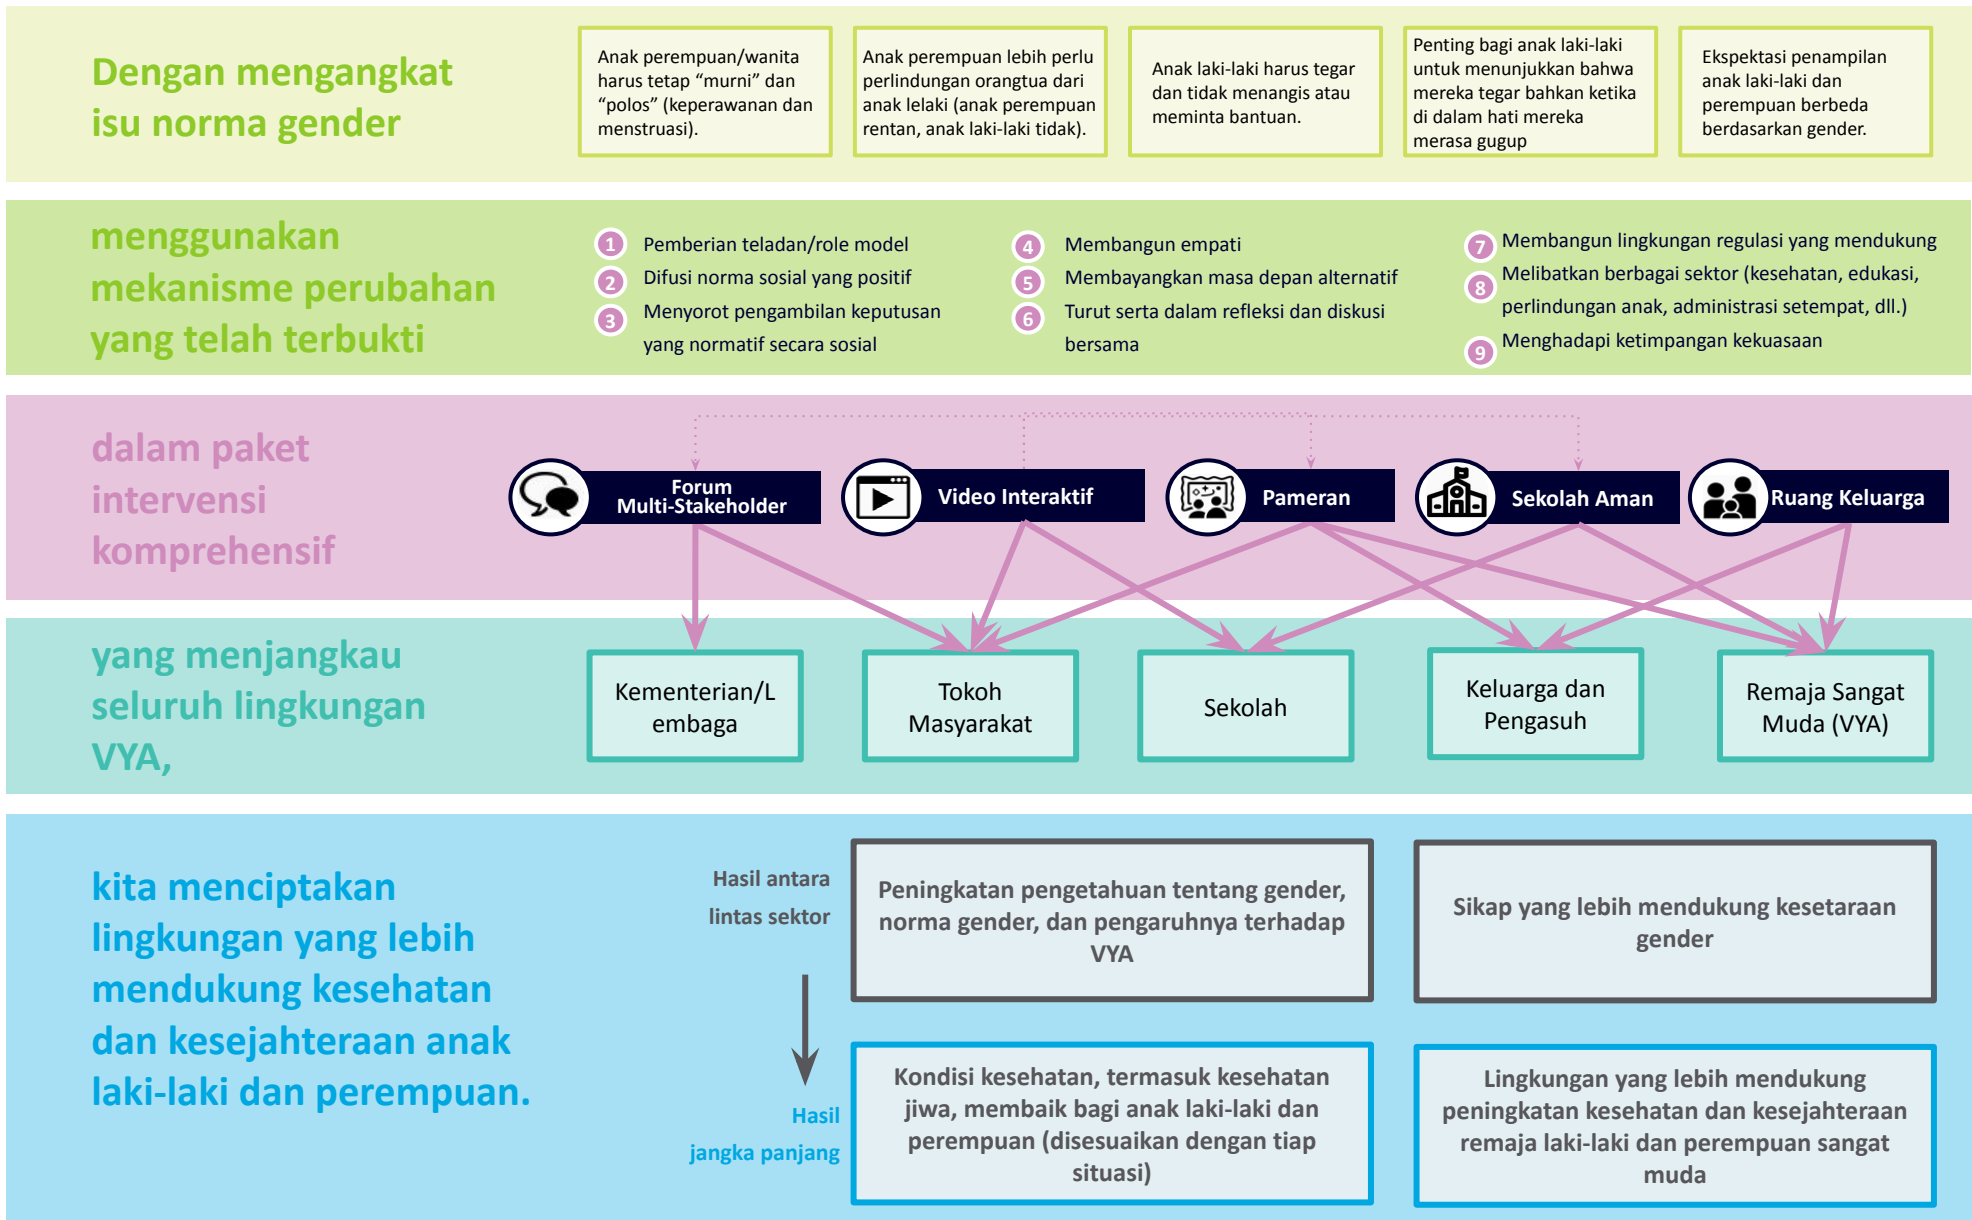 Dengan mengangkat
isu norma gender
Anak perempuan/wanita
harus tetap “murni” dan
“polos” (keperawanan dan
menstruasi).
Anak perempuan lebih perlu
perlindungan orangtua dari
anak lelaki (anak perempuan
rentan, anak laki-laki tidak).
Anak laki-laki harus tegar
dan tidak menangis atau
meminta bantuan.
Penting bagi anak laki-laki
untuk menunjukkan bahwa
mereka tegar bahkan ketika
di dalam hati mereka
merasa gugup
Ekspektasi penampilan
anak laki-laki dan
perempuan berbeda
berdasarkan gender.
menggunakan
mekanisme perubahan
yang telah terbukti
1 Pemberian teladan/role model
2 Difusi norma sosial yang positif
3 Menyorot pengambilan keputusan
yang normatif secara sosial
4 Membangun empati
5 Membayangkan masa depan alternatif
6 Turut serta dalam refleksi dan diskusi
bersama
7 Membangun lingkungan regulasi yang mendukung
8 Melibatkan berbagai sektor (kesehatan, edukasi,
perlindungan anak, administrasi setempat, dll.)
9 Menghadapi ketimpangan kekuasaan
dalam paket
intervensi
komprehensif
Forum
Multi-Stakeholder
Video Interaktif
Pameran
Sekolah Aman
Ruang Keluarga
yang menjangkau
seluruh lingkungan
VYA,
Kementerian/L
embaga
Tokoh
Masyarakat
Sekolah
Keluarga dan
Pengasuh
Remaja Sangat
Muda (VYA)
kita menciptakan
lingkungan yang lebih
mendukung kesehatan
dan kesejahteraan anak
laki-laki dan perempuan.
Hasil antara
lintas sektor
Peningkatan pengetahuan tentang gender,
norma gender, dan pengaruhnya terhadap
VYA
Sikap yang lebih mendukung kesetaraan
gender
Hasil
jangka panjang
Kondisi kesehatan, termasuk kesehatan
jiwa, membaik bagi anak laki-laki dan
perempuan (disesuaikan dengan tiap
situasi)
Lingkungan yang lebih mendukung
peningkatan kesehatan dan kesejahteraan
remaja laki-laki dan perempuan sangat
muda